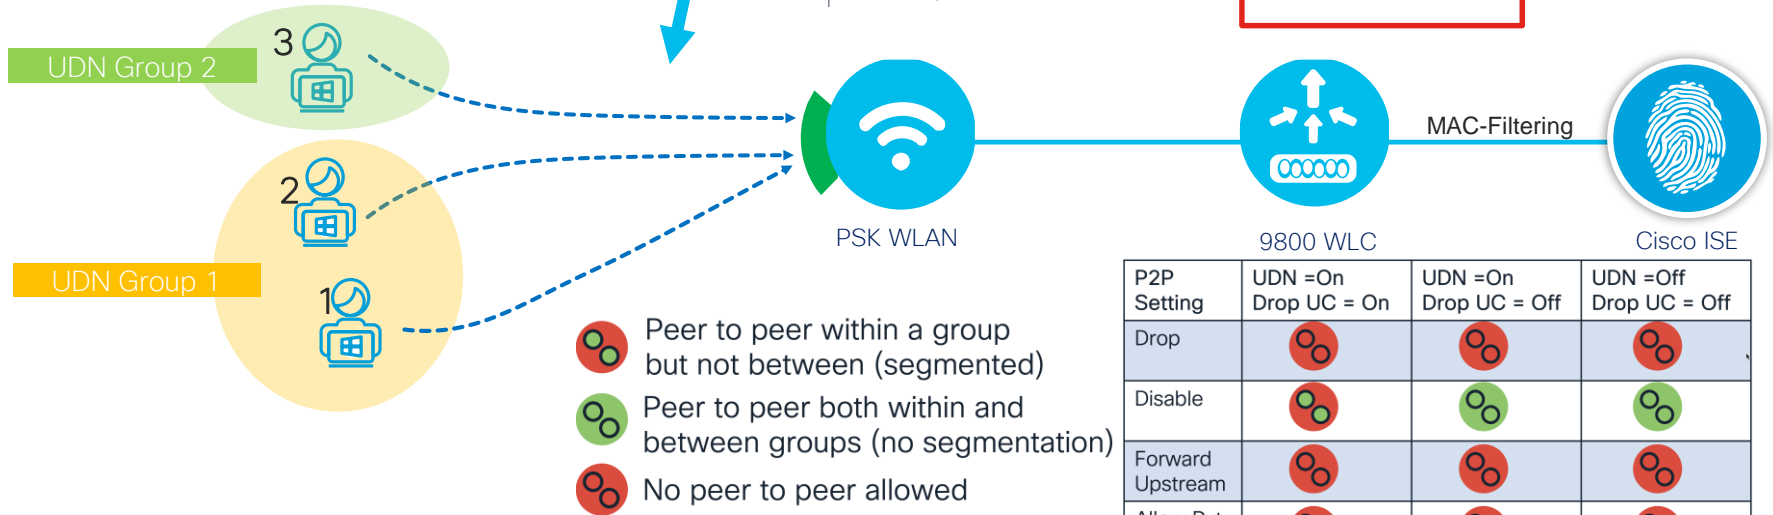 3
UDN Group 2
2
UDN Group 1
1
PSK WLAN
9800 WLC
MAC-Filtering
Cisco ISE
Peer to peer within a group
but not between (segmented)
Peer to peer both within and
between groups (no segmentation)
No peer to peer allowed
P2P
Setting
UDN =On
Drop UC = On
UDN =On
Drop UC = Off
UDN =Off
Drop UC = Off
Drop
Disable
Forward
Upstream